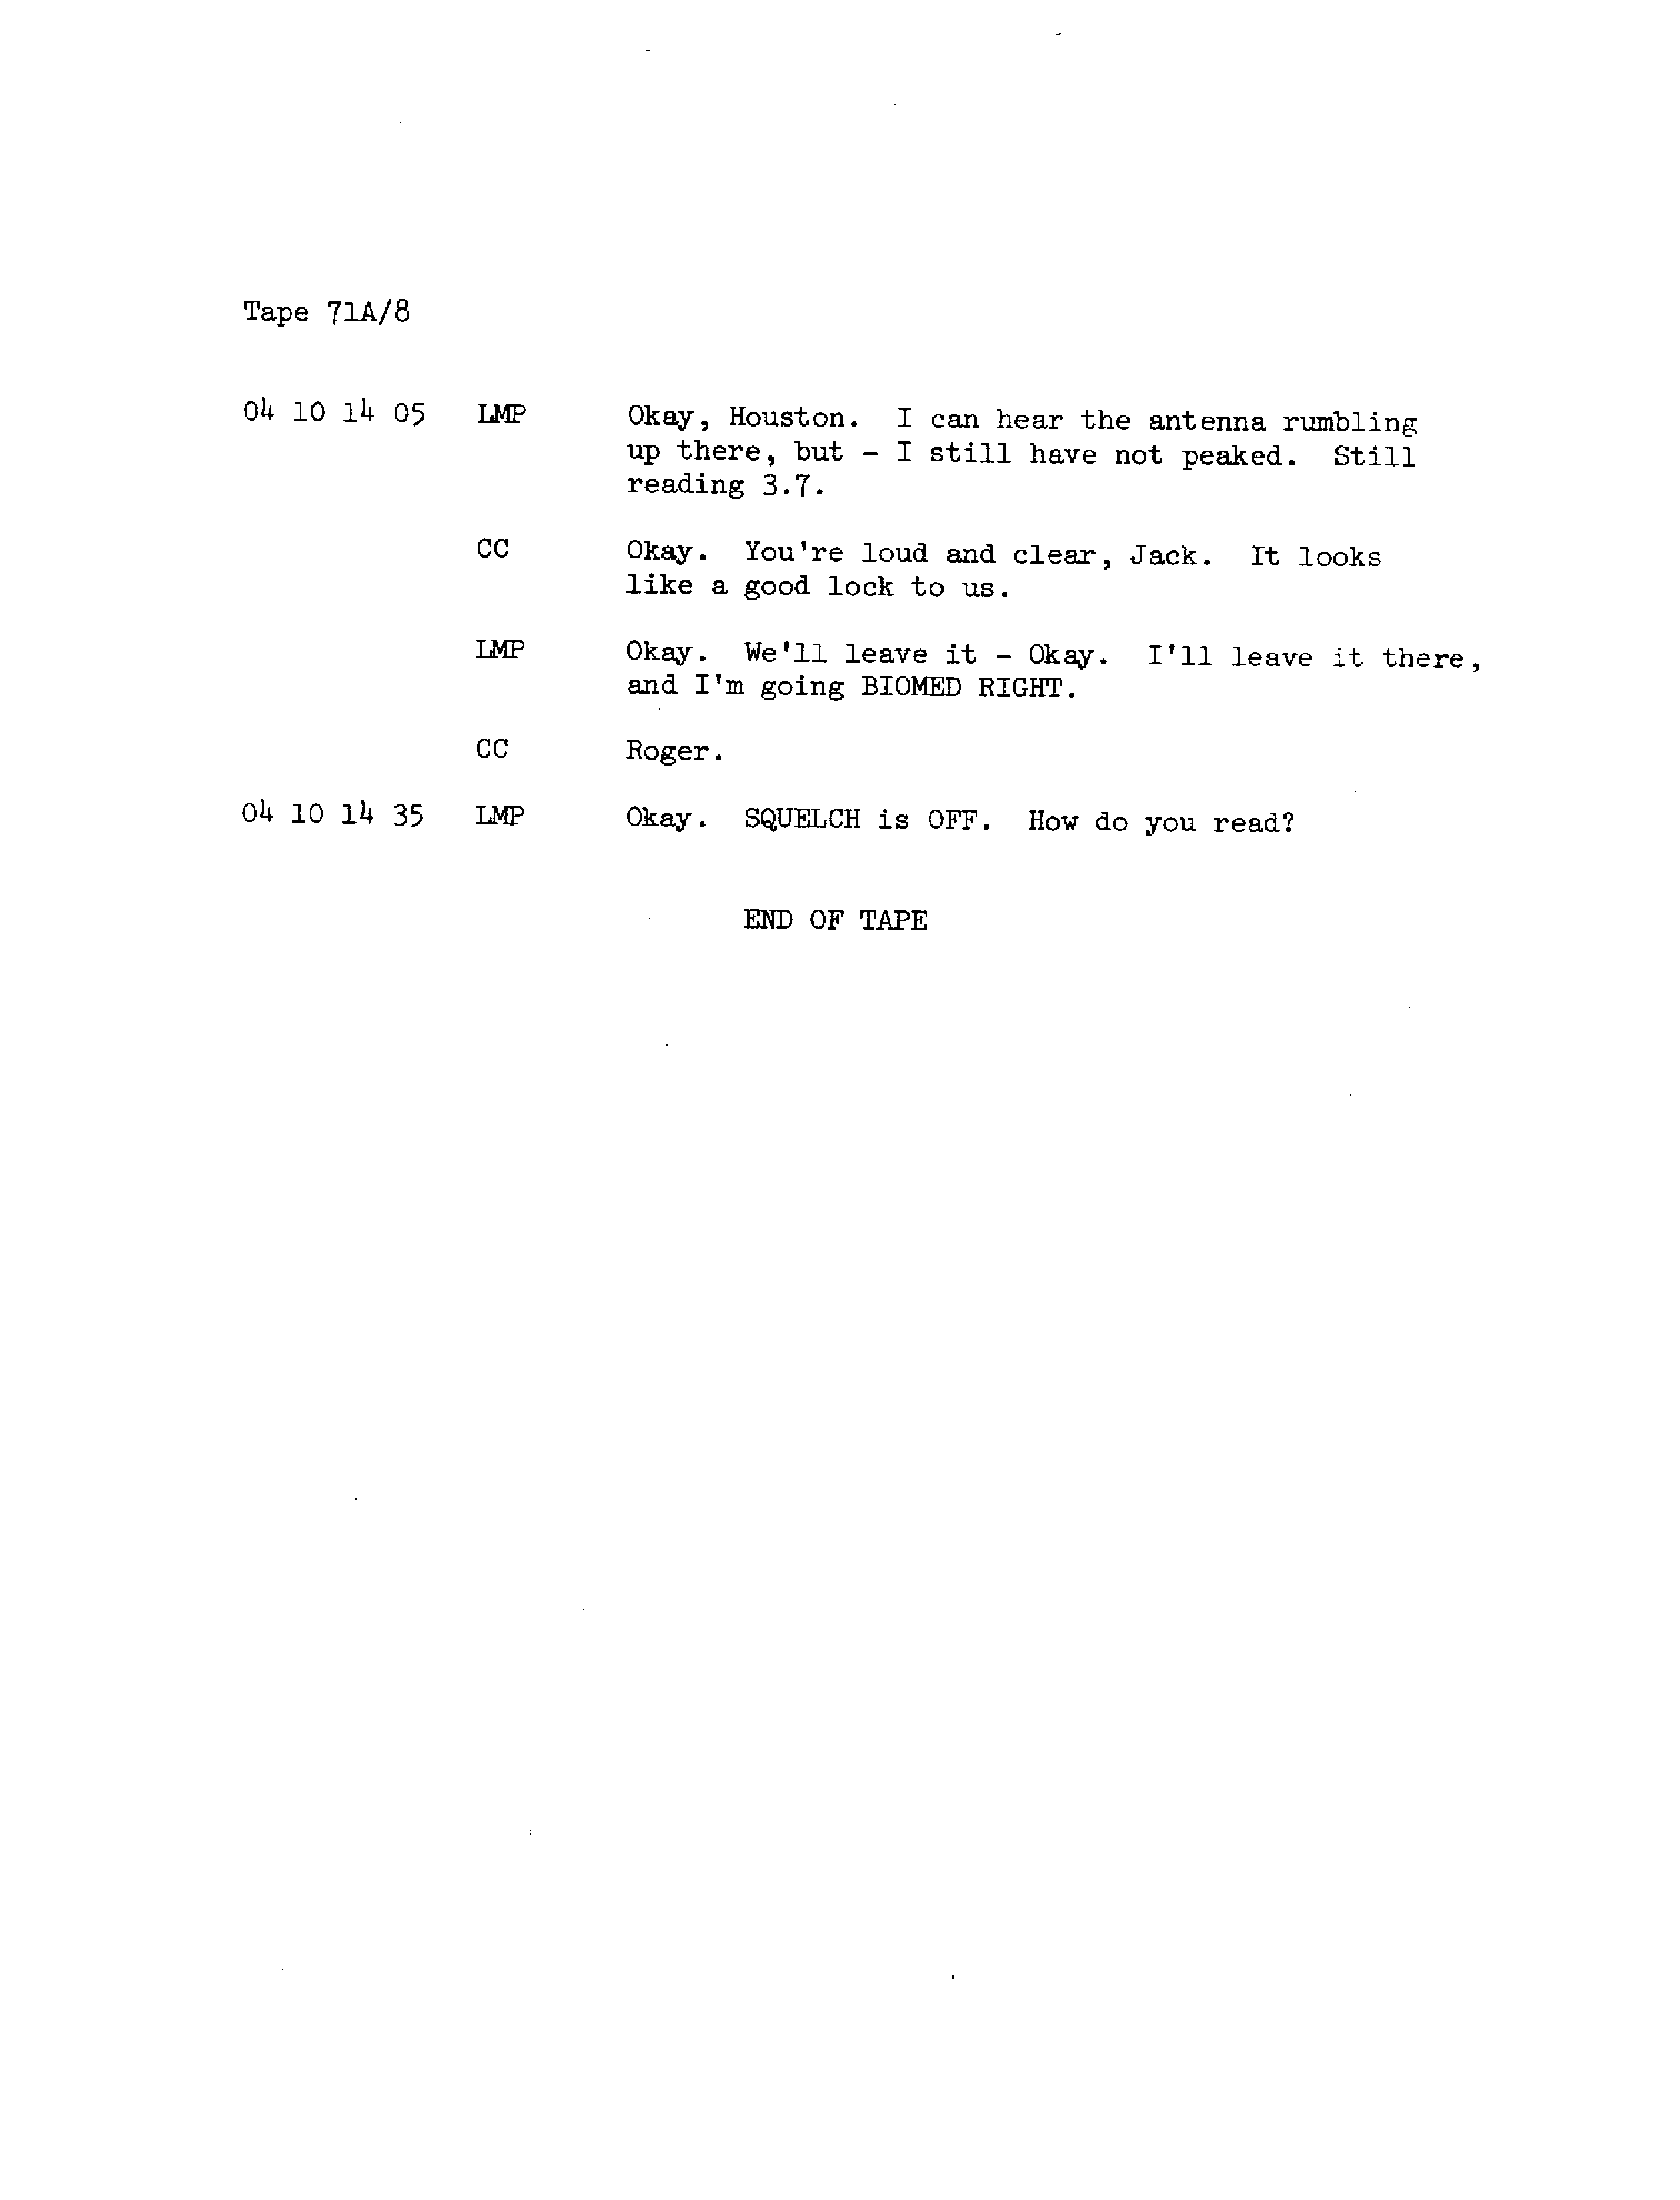 Tape 71A/8
04 10 14 05 LMP Okay, Houston. I can hear the antenna rumbling
up there, but - I still have not peaked. Still
reading 3.7.
CC Okay. You're loud and clear, Jack. It looks
like a good lock to us.
LMP Okay. We'll leave it - Okay. I'll leave it there,
and I'm going BIOMED RIGHT.
CC Roger.
04 10 14 35 LMP Okay. SQUELCH is OFF. How do you read?
END OF TAPE